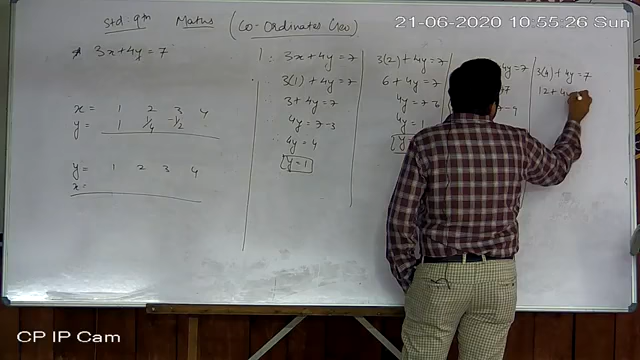 Std: 9th Maths (Co-Ordinates Geo)
21-06-2020 10:55:26 Sun
* 3x+4y=7
x= 1 2 3 4
y= 1 1/4 -1/2
y= 1 2 3 4
x=
1: 3x+4y=7
3(1)+4y=7
∴ 3+4y=7
∴ 4y=7-3
∴ 4y=4
∴ y=1
3(2)+4y=7
6+4y=7
4y=7-6
4y=1
y
4y=7
3(4)+4y=7
12+4y
CP IP Cam